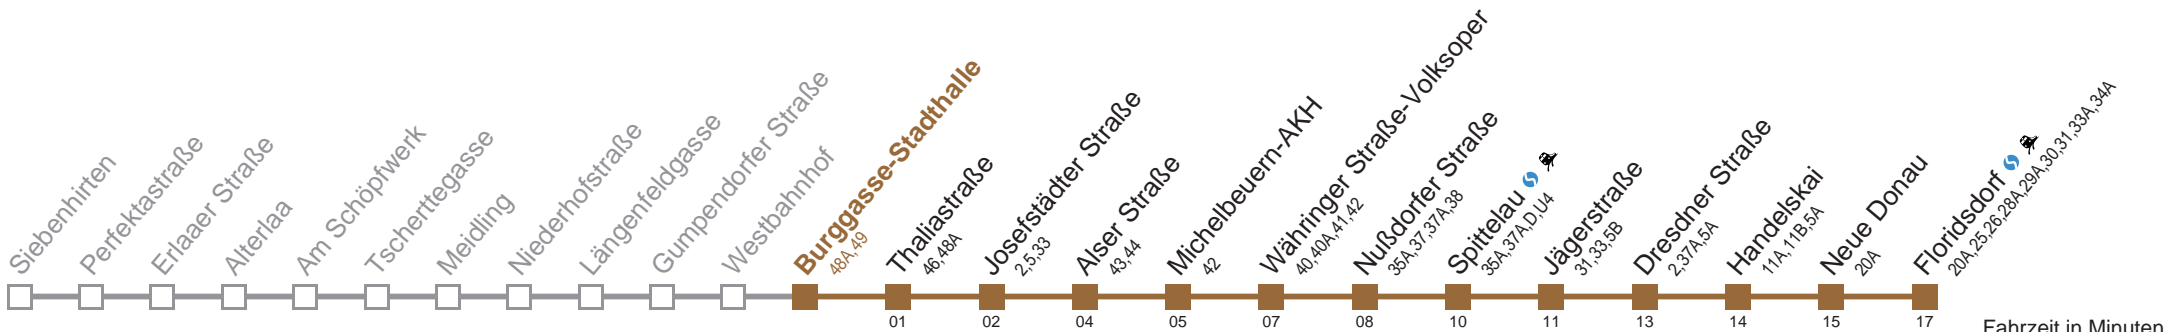 Siebenhirten
Perfektastraße
Erlaaer Straße
Alterlaa
Am Schöpfwerk
Tscherttegasse
Meidling
Niederhofstraße
Längenfeldgasse
Gumpendorfer Straße
Westbahnhof
Burggasse-Stadthalle
48A,49
Thaliastraße
46,48A
Josefstädter Straße
2,5,33
Alser Straße
43,44
Michelbeuern-AKH
42
Währinger Straße-Volksoper
40,40A,41,42
Nußdorfer Straße
35A,37,37A,38
Spittelau
35A,37A,D,U4
Jägerstraße
31,33,5B
Dresdner Straße
2,37A,5A
Handelskai
11A,11B,5A
Neue Donau
20A
Floridsdorf
20A,25,26,28A,29A,30,31,33A,34A
01 02 04 05 07 08 10 11 13 14 15 17
Fahrzeit in Minuten